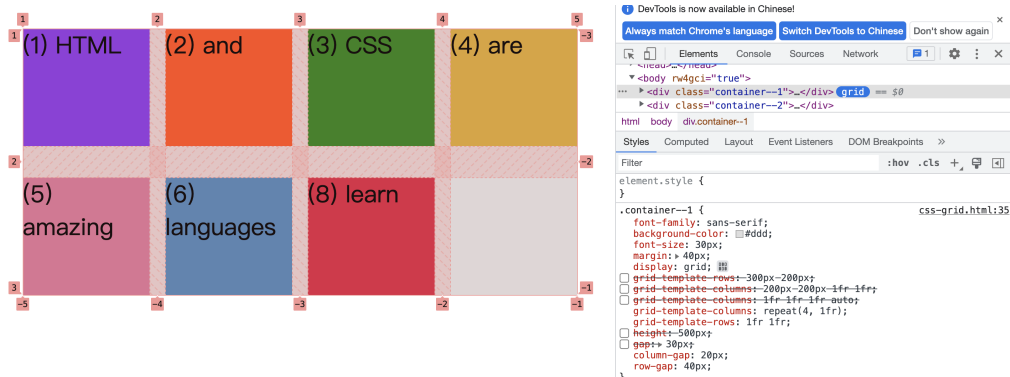 1 2 3 4 5
1 -3
(1) HTML (2) and (3) CSS (4) are
2 -2
(5) (6) (8) learn
amazing languages
3 -1
-5 -4 -3 -2 -1
DevTools is now available in Chinese!
Always match Chrome's language Switch DevTools to Chinese Don't show again
Elements Console Sources Network 1
<head>…</head>
▼<body rw4gci="true">
… ▶<div class="container--1">…</div> grid == $0
▶<div class="container--2">…</div>
html body div.container--1
Styles Computed Layout Event Listeners DOM Breakpoints »
Filter :hov .cls +
element.style {
}
.container--1 { css-grid.html:35
font-family: sans-serif;
background-color: #ddd;
font-size: 30px;
margin:▶ 40px;
display: grid;
grid-template-rows: 300px 200px;
grid-template-columns: 200px 200px 1fr 1fr;
grid-template-columns: 1fr 1fr 1fr auto;
grid-template-columns: repeat(4, 1fr);
grid-template-rows: 1fr 1fr;
height: 500px;
gap:▶ 30px;
column-gap: 20px;
row-gap: 40px;
}